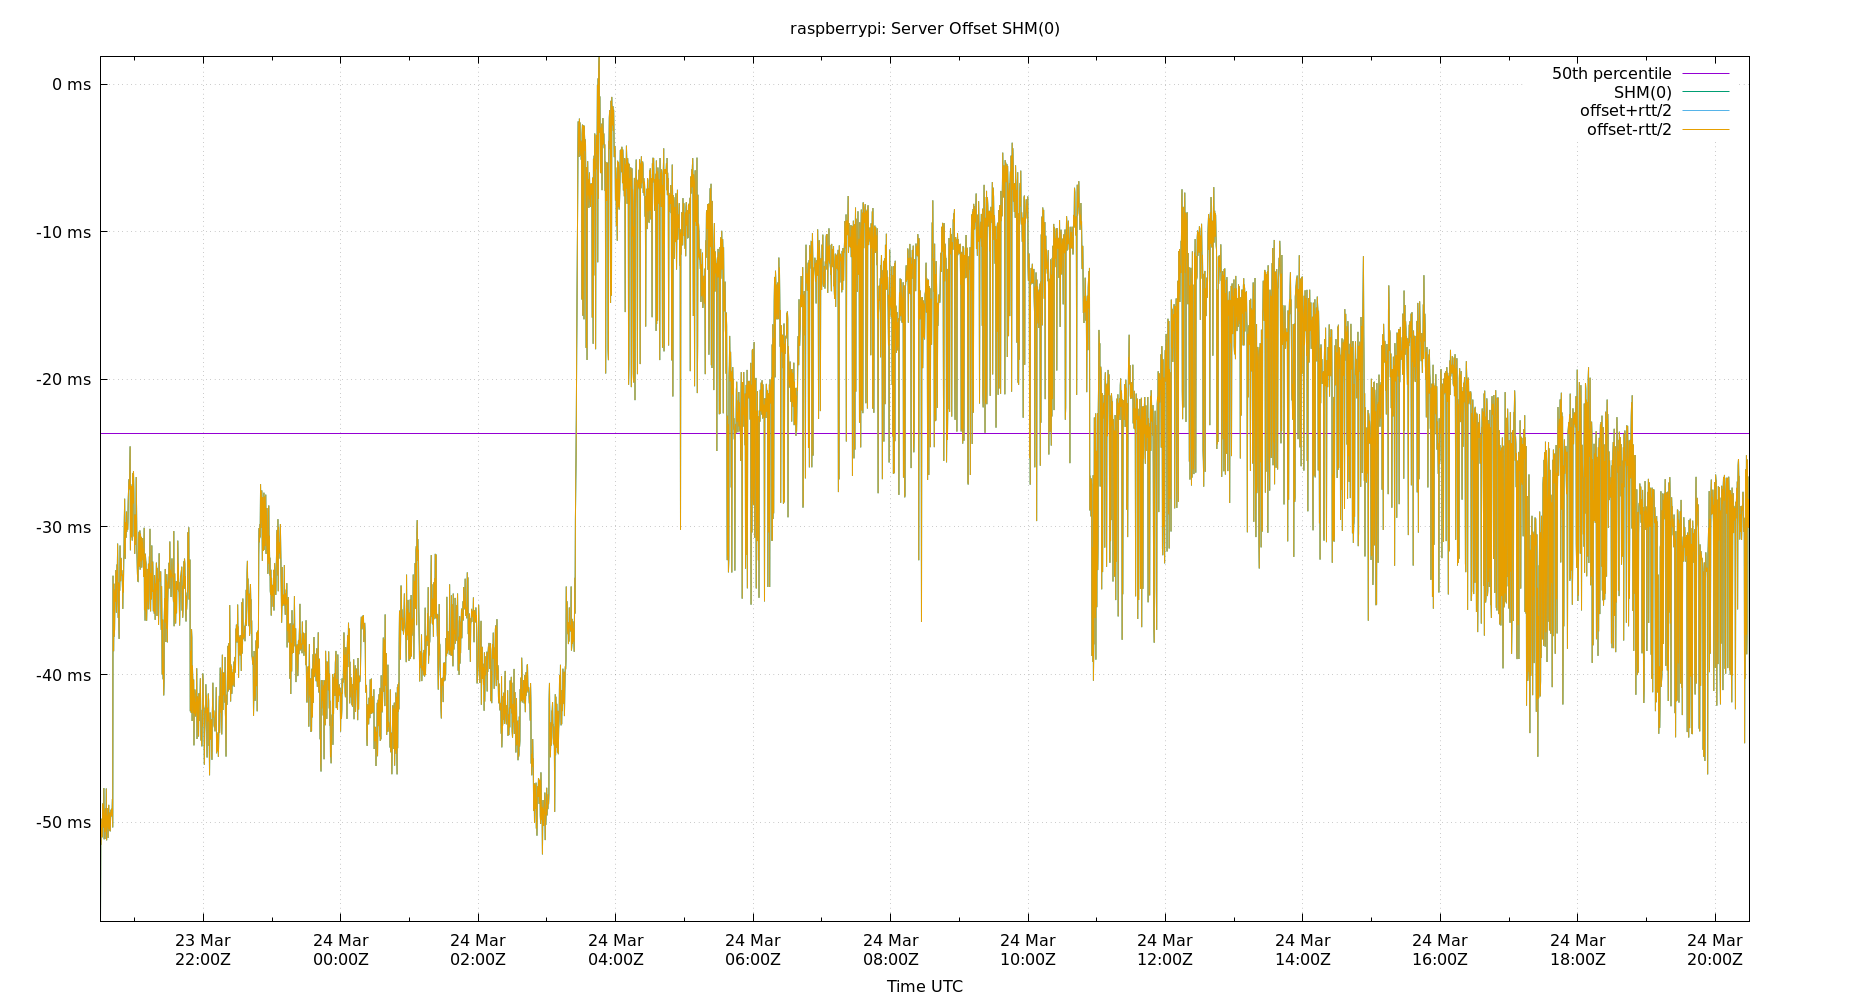 raspberrypi: Server Offset SHM(0)
50th percentile
SHM(0)
offset+rtt/2
offset-rtt/2
0 ms
-10 ms
-20 ms
-30 ms
-40 ms
-50 ms
23 Mar 24 Mar 24 Mar 24 Mar 24 Mar 24 Mar 24 Mar 24 Mar 24 Mar 24 Mar 24 Mar 24 Mar
22:00Z 00:00Z 02:00Z 04:00Z 06:00Z 08:00Z 10:00Z 12:00Z 14:00Z 16:00Z 18:00Z 20:00Z
Time UTC